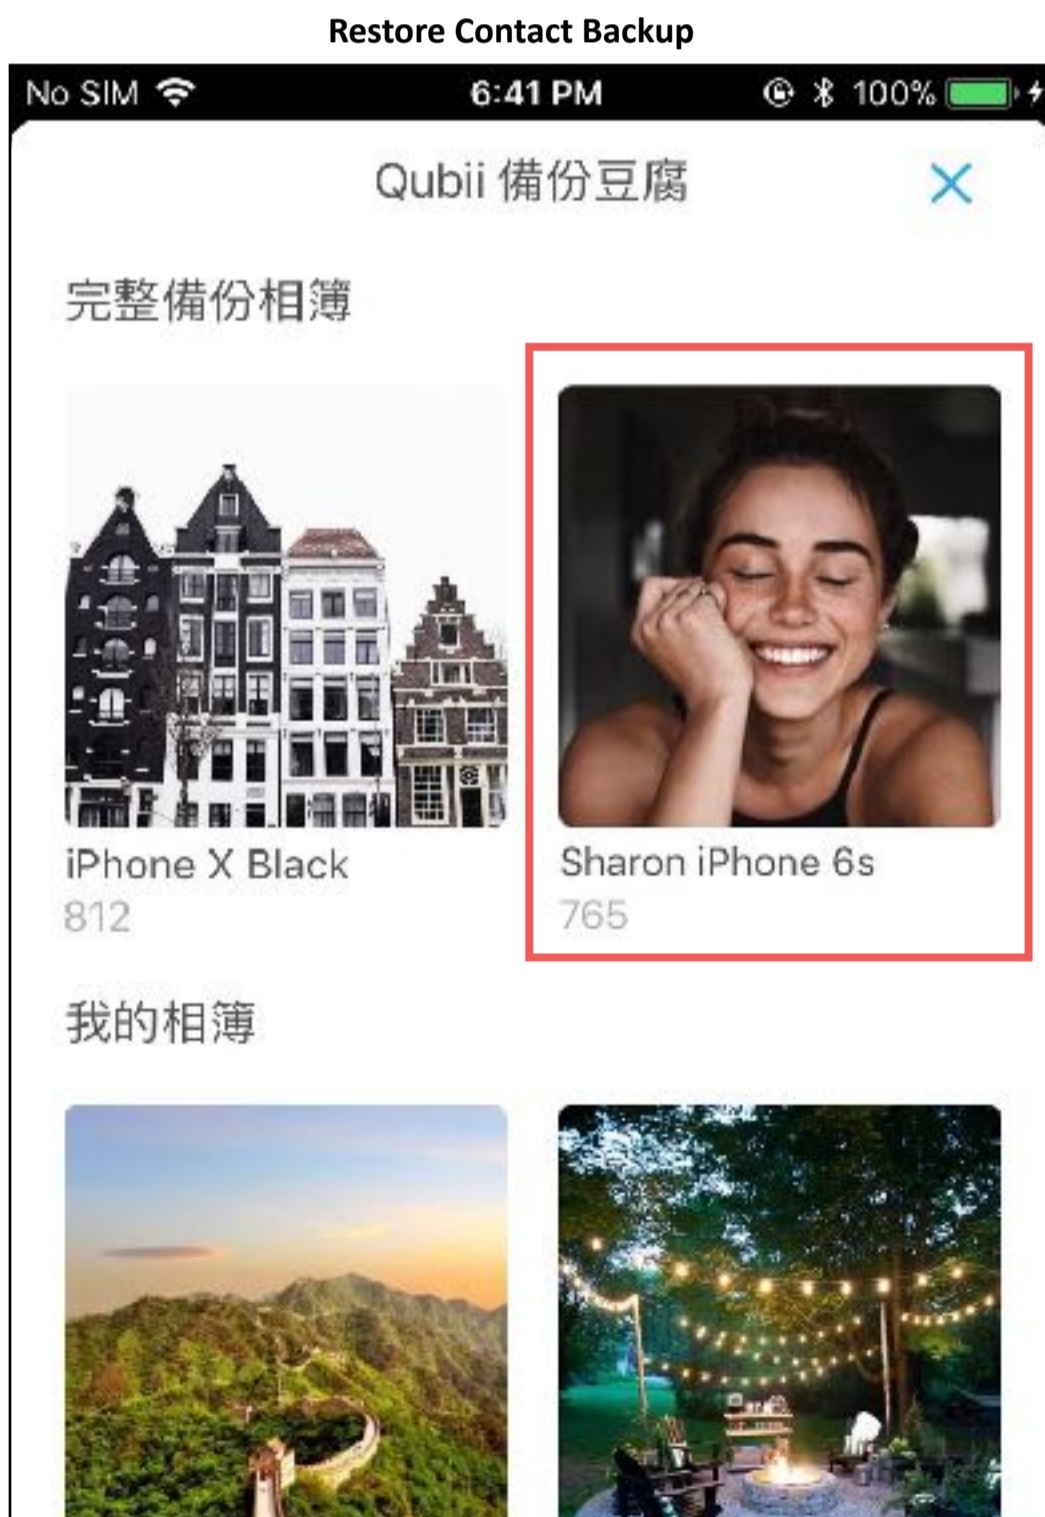 Restore Contact Backup
No SIM 6:41 PM 100%
Qubii 備份豆腐
完整備份相簿
iPhone X Black
812
Sharon iPhone 6s
765
我的相簿